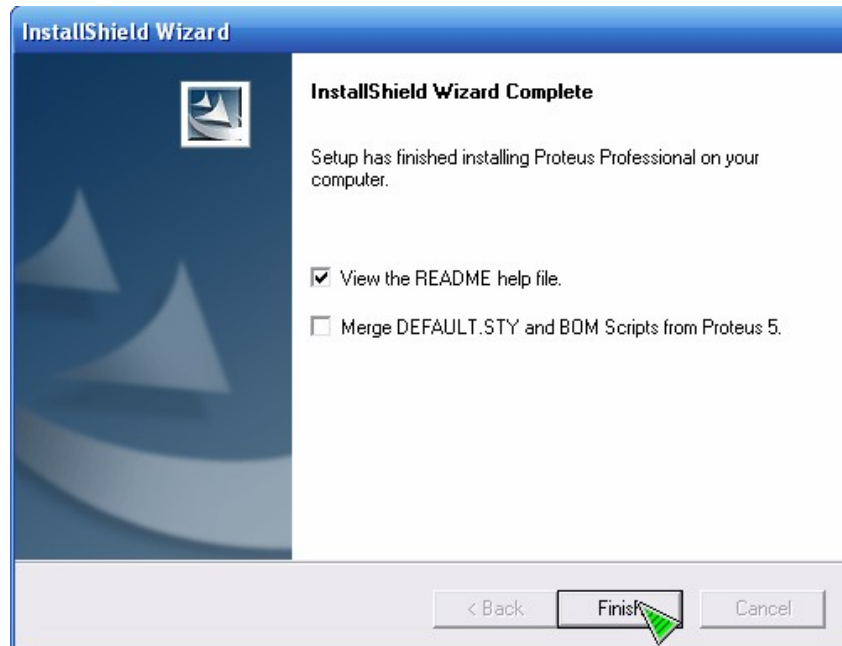 InstallShield Wizard
InstallShield Wizard Complete
Setup has finished installing Proteus Professional on your
computer.
View the README help file.
Merge DEFAULT.STY and BOM Scripts from Proteus 5.
< Back Finish Cancel